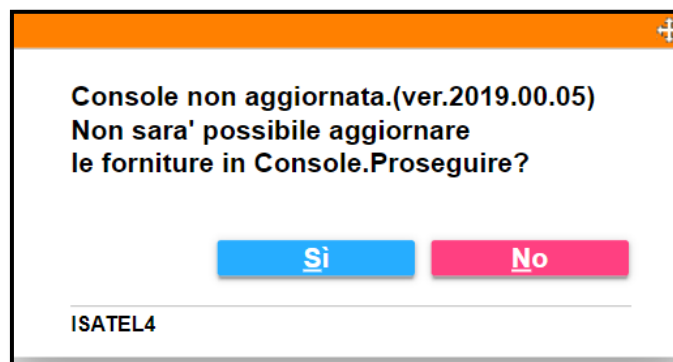 Console non aggiornata.(ver.2019.00.05)
Non sara' possibile aggiornare
le forniture in Console.Proseguire?
Sì No
ISATEL4